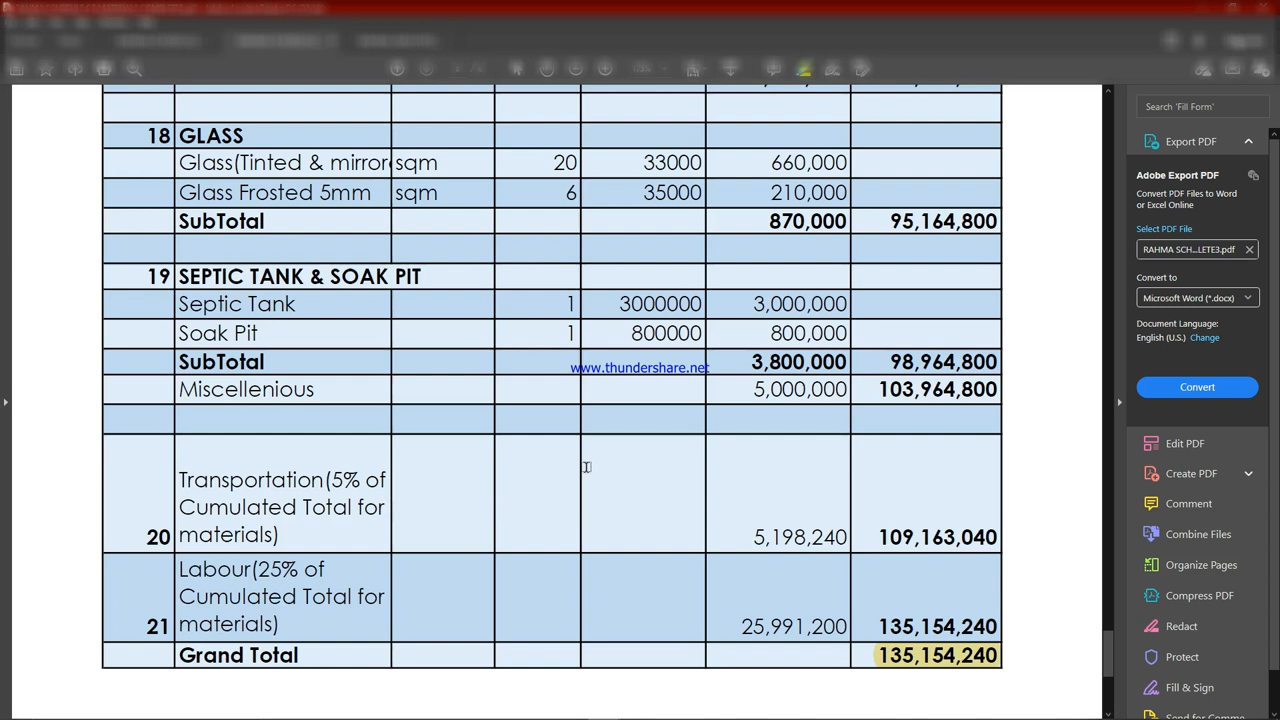 18 GLASS
Glass(Tinted & mirror sqm 20 33000 660,000
Glass Frosted 5mm sqm 6 35000 210,000
SubTotal 870,000 95,164,800
19 SEPTIC TANK & SOAK PIT
Septic Tank 1 3000000 3,000,000
Soak Pit 1 800000 800,000
SubTotal 3,800,000 98,964,800
www.thundershare.net
Miscellenious 5,000,000 103,964,800
Transportation(5% of
Cumulated Total for
20 materials) 5,198,240 109,163,040
Labour(25% of
Cumulated Total for
21 materials) 25,991,200 135,154,240
Grand Total 135,154,240
Search 'Fill Form'
Export PDF
Adobe Export PDF
Convert PDF Files to Word
or Excel Online
Select PDF File
RAHMA SCH...LETE3.pdf
Convert to
Microsoft Word (*.docx)
Document Language:
English (U.S.) Change
Convert
Edit PDF
Create PDF
Comment
Combine Files
Organize Pages
Compress PDF
Redact
Protect
Fill & Sign
Send for Comme